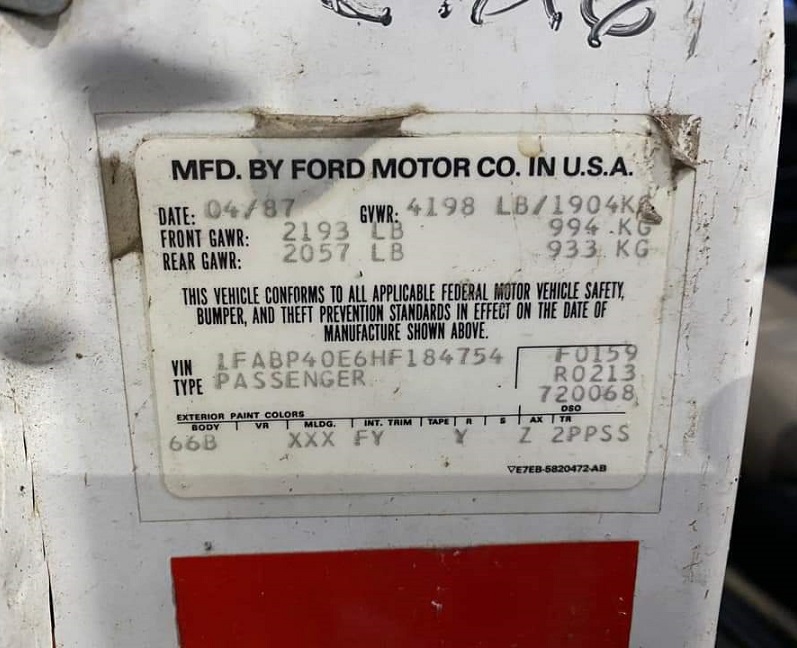 MFD. BY FORD MOTOR CO. IN U.S.A.
DATE: 04/87 GVWR: 4198 LB/1904KG
FRONT GAWR: 2193 LB 994 KG
REAR GAWR: 2057 LB 933 KG
THIS VEHICLE CONFORMS TO ALL APPLICABLE FEDERAL MOTOR VEHICLE SAFETY,
BUMPER, AND THEFT PREVENTION STANDARDS IN EFFECT ON THE DATE OF
MANUFACTURE SHOWN ABOVE.
VIN 1FABP40E6HF184754 F0159
TYPE PASSENGER R0213
720068
EXTERIOR PAINT COLORS DSO
BODY VR MLDG. INT. TRIM TAPE R S AX TR
66B XXX FY Y Z 2PPSS
E7EB-5820472-AB